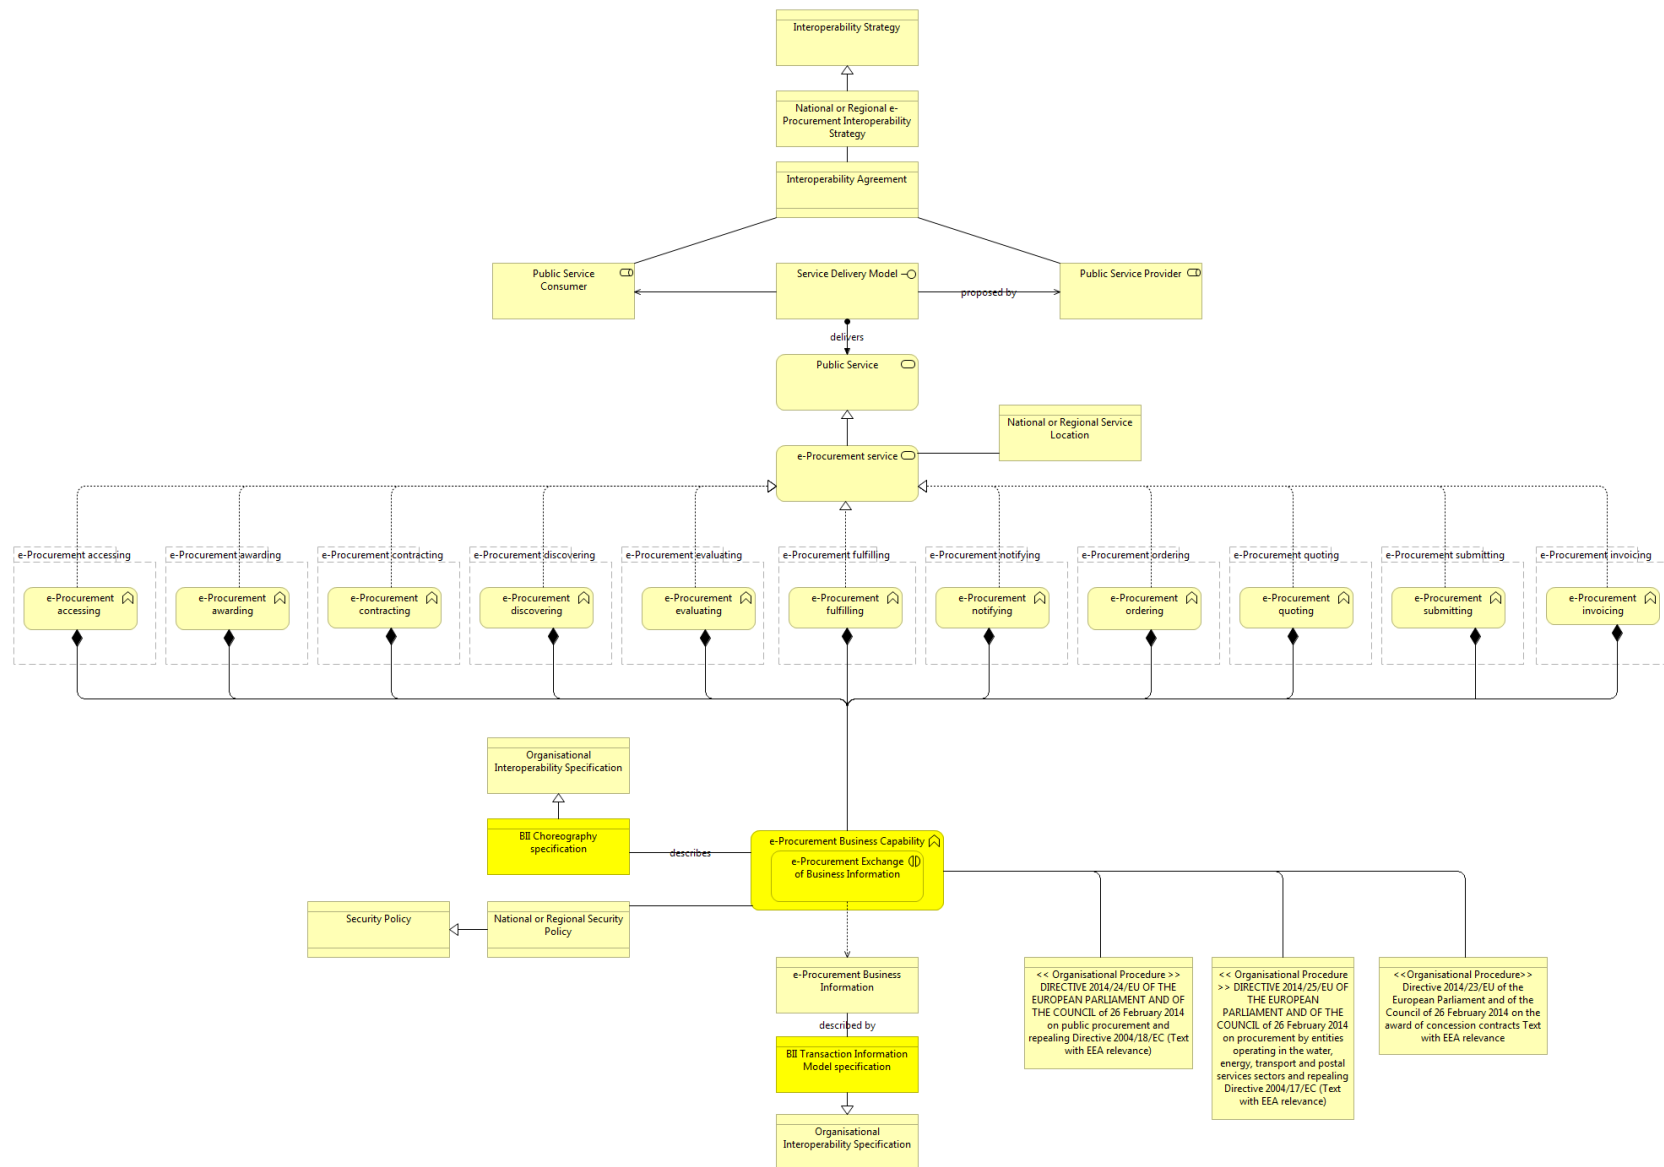 Interoperability Strategy
National or Regional e-
Procurement Interoperability
Strategy
Interoperability Agreement
Public Service
Consumer
Service Delivery Model
proposed by
Public Service Provider
delivers
Public Service
National or Regional Service
Location
e-Procurement service
e-Procurement accessing
e-Procurement awarding
e-Procurement contracting
e-Procurement discovering
e-Procurement evaluating
e-Procurement fulfilling
e-Procurement notifying
e-Procurement ordering
e-Procurement quoting
e-Procurement submitting
e-Procurement invoicing
e-Procurement
accessing
e-Procurement
awarding
e-Procurement
contracting
e-Procurement
discovering
e-Procurement
evaluating
e-Procurement
fulfilling
e-Procurement
notifying
e-Procurement
ordering
e-Procurement
quoting
e-Procurement
submitting
e-Procurement
invoicing
Organisational
Interoperability Specification
BII Choreography
specification
describes
e-Procurement Business Capability
e-Procurement Exchange
of Business Information
Security Policy
National or Regional Security
Policy
e-Procurement Business
Information
described by
BII Transaction Information
Model specification
Organisational
Interoperability Specification
<< Organisational Procedure >>
DIRECTIVE 2014/24/EU OF THE
EUROPEAN PARLIAMENT AND OF
THE COUNCIL of 26 February 2014
on public procurement and
repealing Directive 2004/18/EC (Text
with EEA relevance)
<< Organisational Procedure
>> DIRECTIVE 2014/25/EU OF
THE EUROPEAN
PARLIAMENT AND OF THE
COUNCIL of 26 February 2014
on procurement by entities
operating in the water,
energy, transport and postal
services sectors and repealing
Directive 2004/17/EC (Text
with EEA relevance)
<<Organisational Procedure>>
Directive 2014/23/EU of the
European Parliament and of the
Council of 26 February 2014 on the
award of concession contracts Text
with EEA relevance